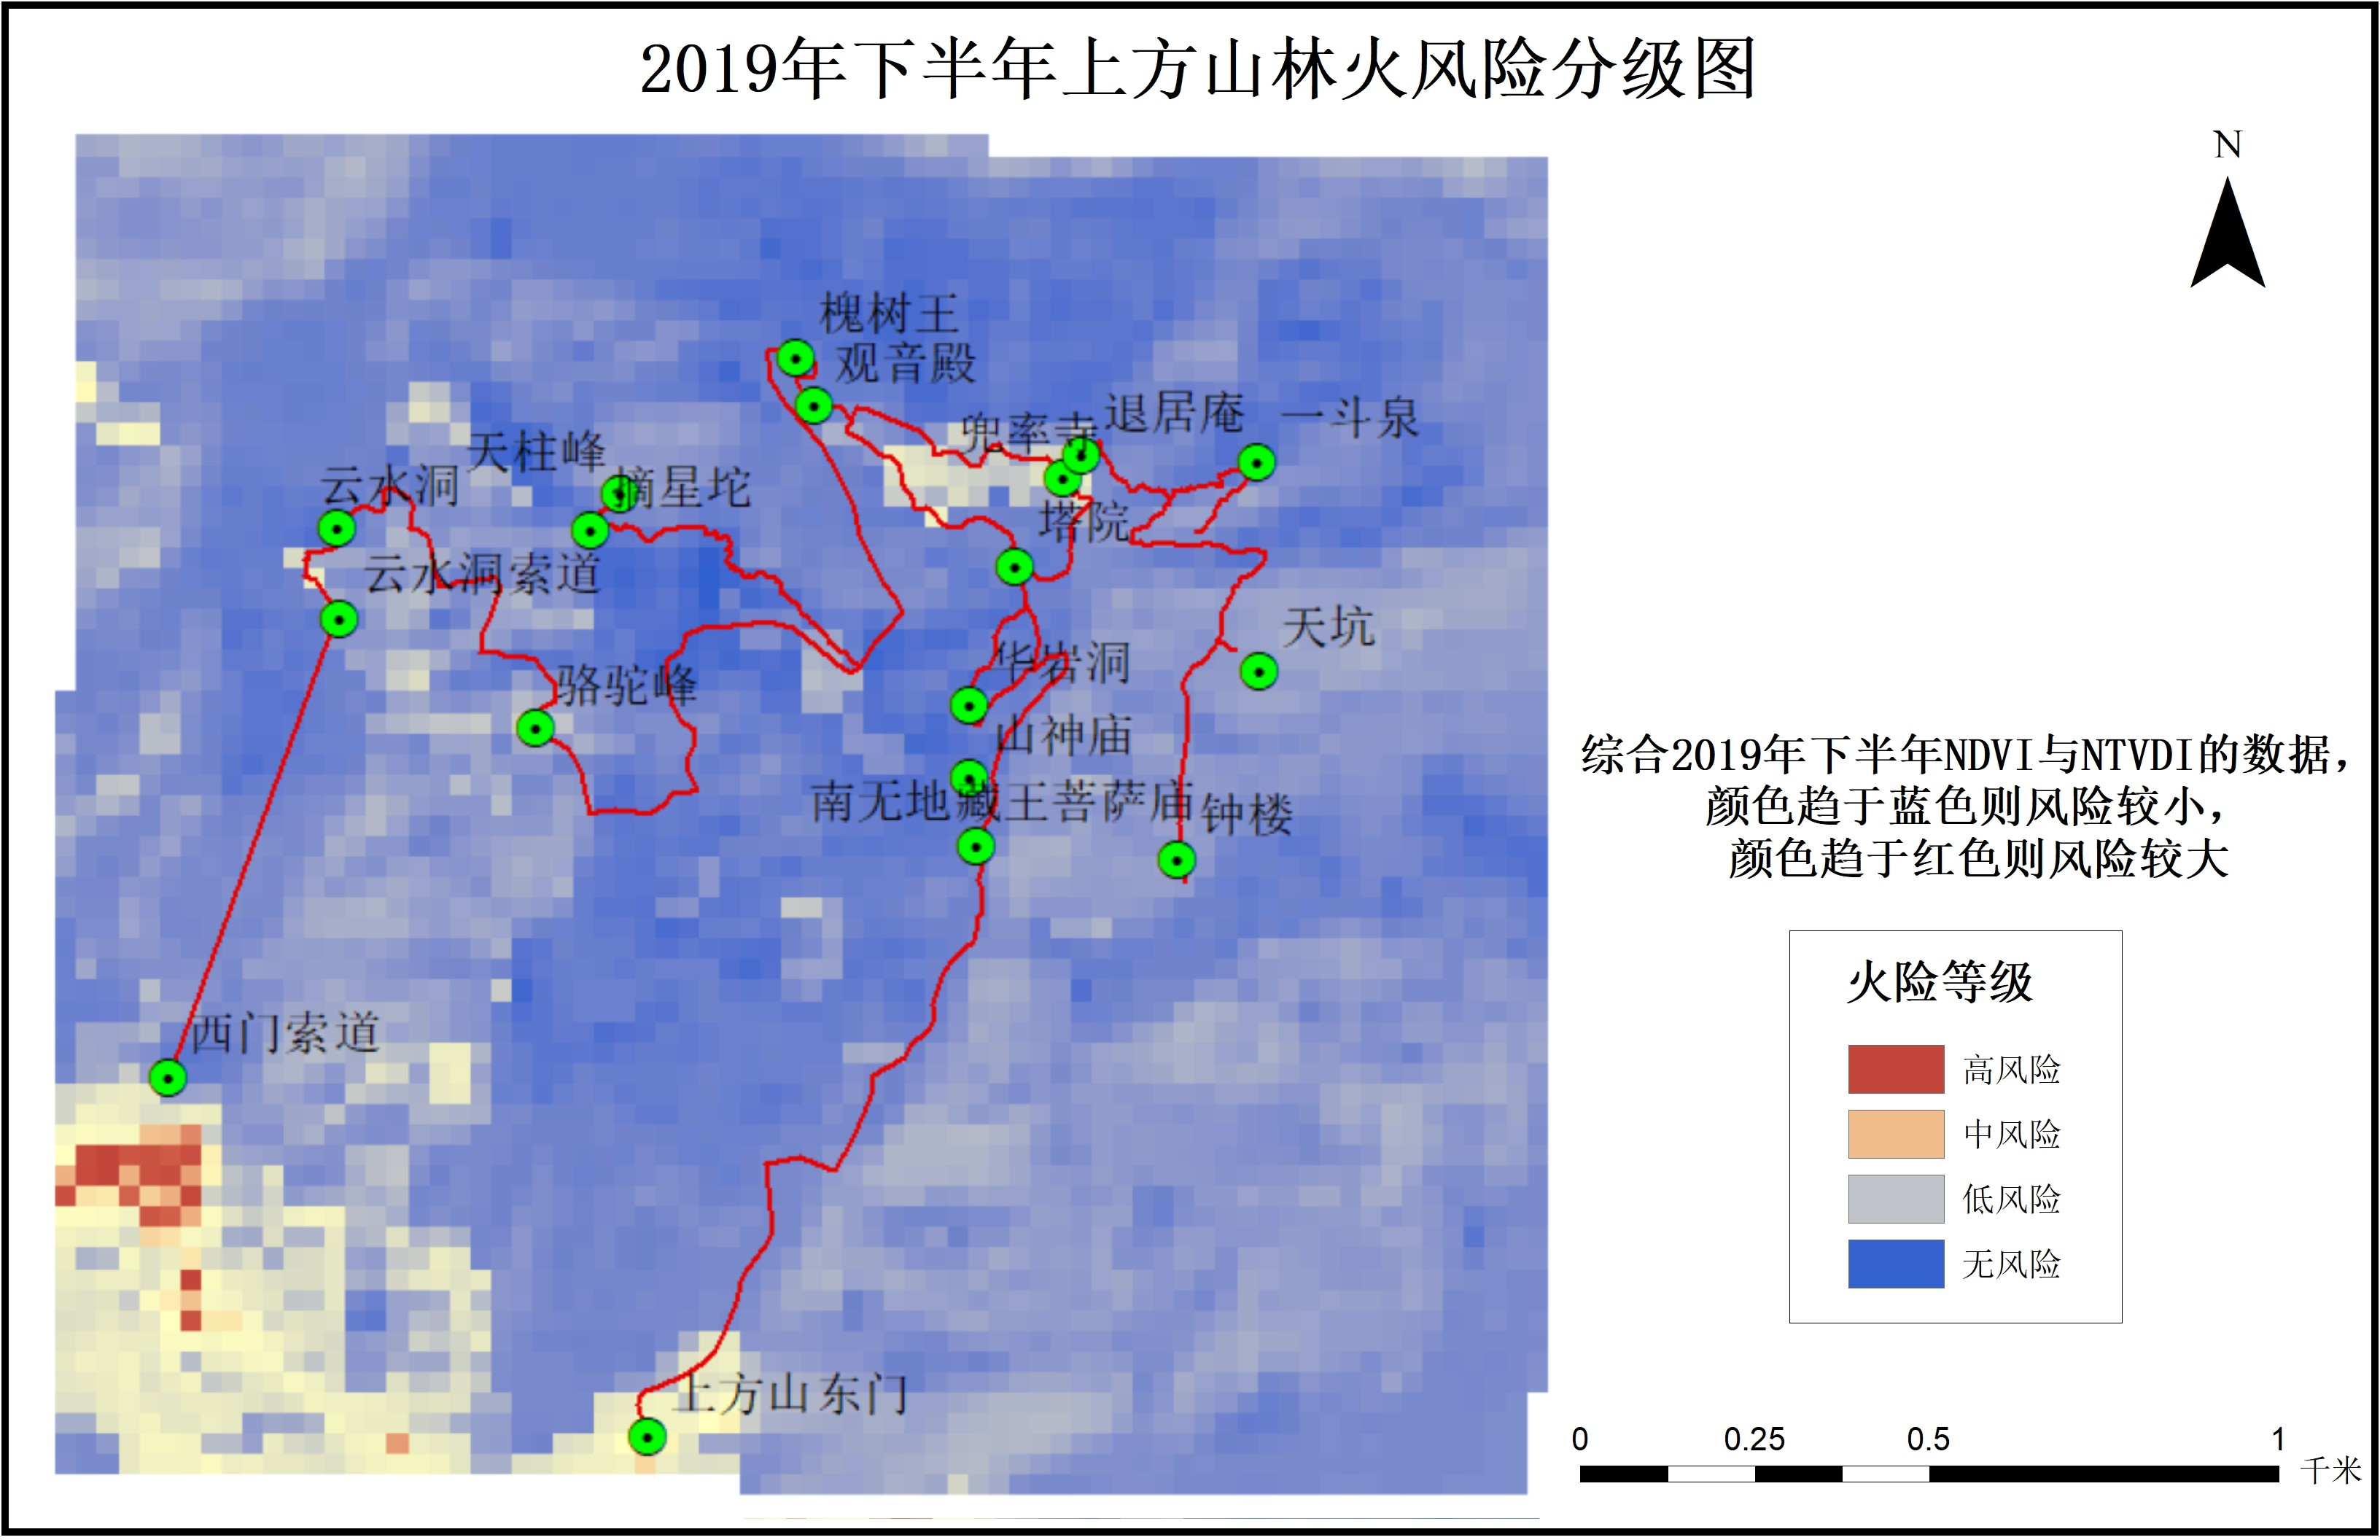 2019年下半年上方山林火风险分级图
N
槐树王
观音殿
兜率寺
退居庵
一斗泉
天柱峰
摘星坨
云水洞
塔院
云水洞索道
天坑
华岩洞
骆驼峰
山神庙
南无地藏王菩萨庙
钟楼
西门索道
上方山东门
综合2019年下半年NDVI与NTVDI的数据，
颜色趋于蓝色则风险较小，
颜色趋于红色则风险较大
火险等级
高风险
中风险
低风险
无风险
0 0.25 0.5 1
千米